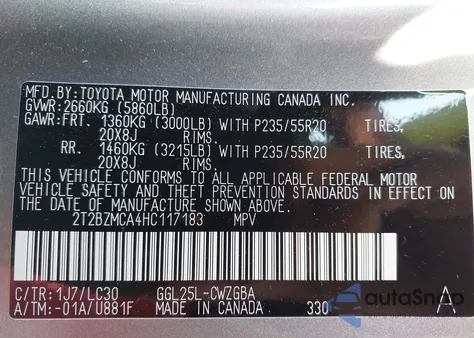 MFD.BY:TOYOTA MOTOR MANUFACTURING CANADA INC.
GVWR:2660KG (5860LB)
GAWR:FRT. 1360KG (3000LB) WITH P235/55R20 TIRES,
20X8J RIMS.
RR. 1460KG (3215LB) WITH P235/55R20 TIRES,
20X8J RIMS.
THIS VEHICLE CONFORMS TO ALL APPLICABLE FEDERAL MOTOR
VEHICLE SAFETY AND THEFT PREVENTION STANDARDS IN EFFECT ON
THE DATE OF MANUFACTURE SHOWN ABOVE.
2T2BZMCA4HC117183 MPV
C/TR:1J7/LC30 GGL25L-CWZGBA
A/TM:-01A/U881F MADE IN CANADA 330 A
autoSnap